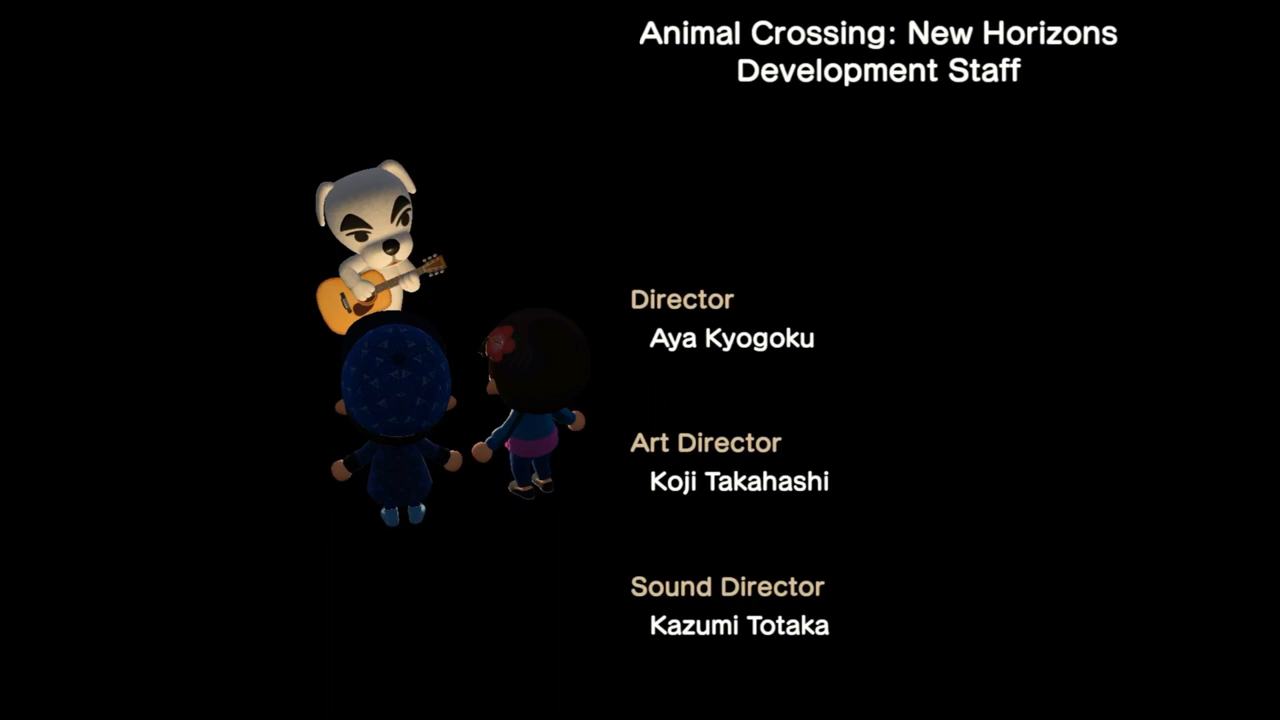 Animal Crossing: New Horizons
Development Staff
Director
Aya Kyogoku
Art Director
Koji Takahashi
Sound Director
Kazumi Totaka